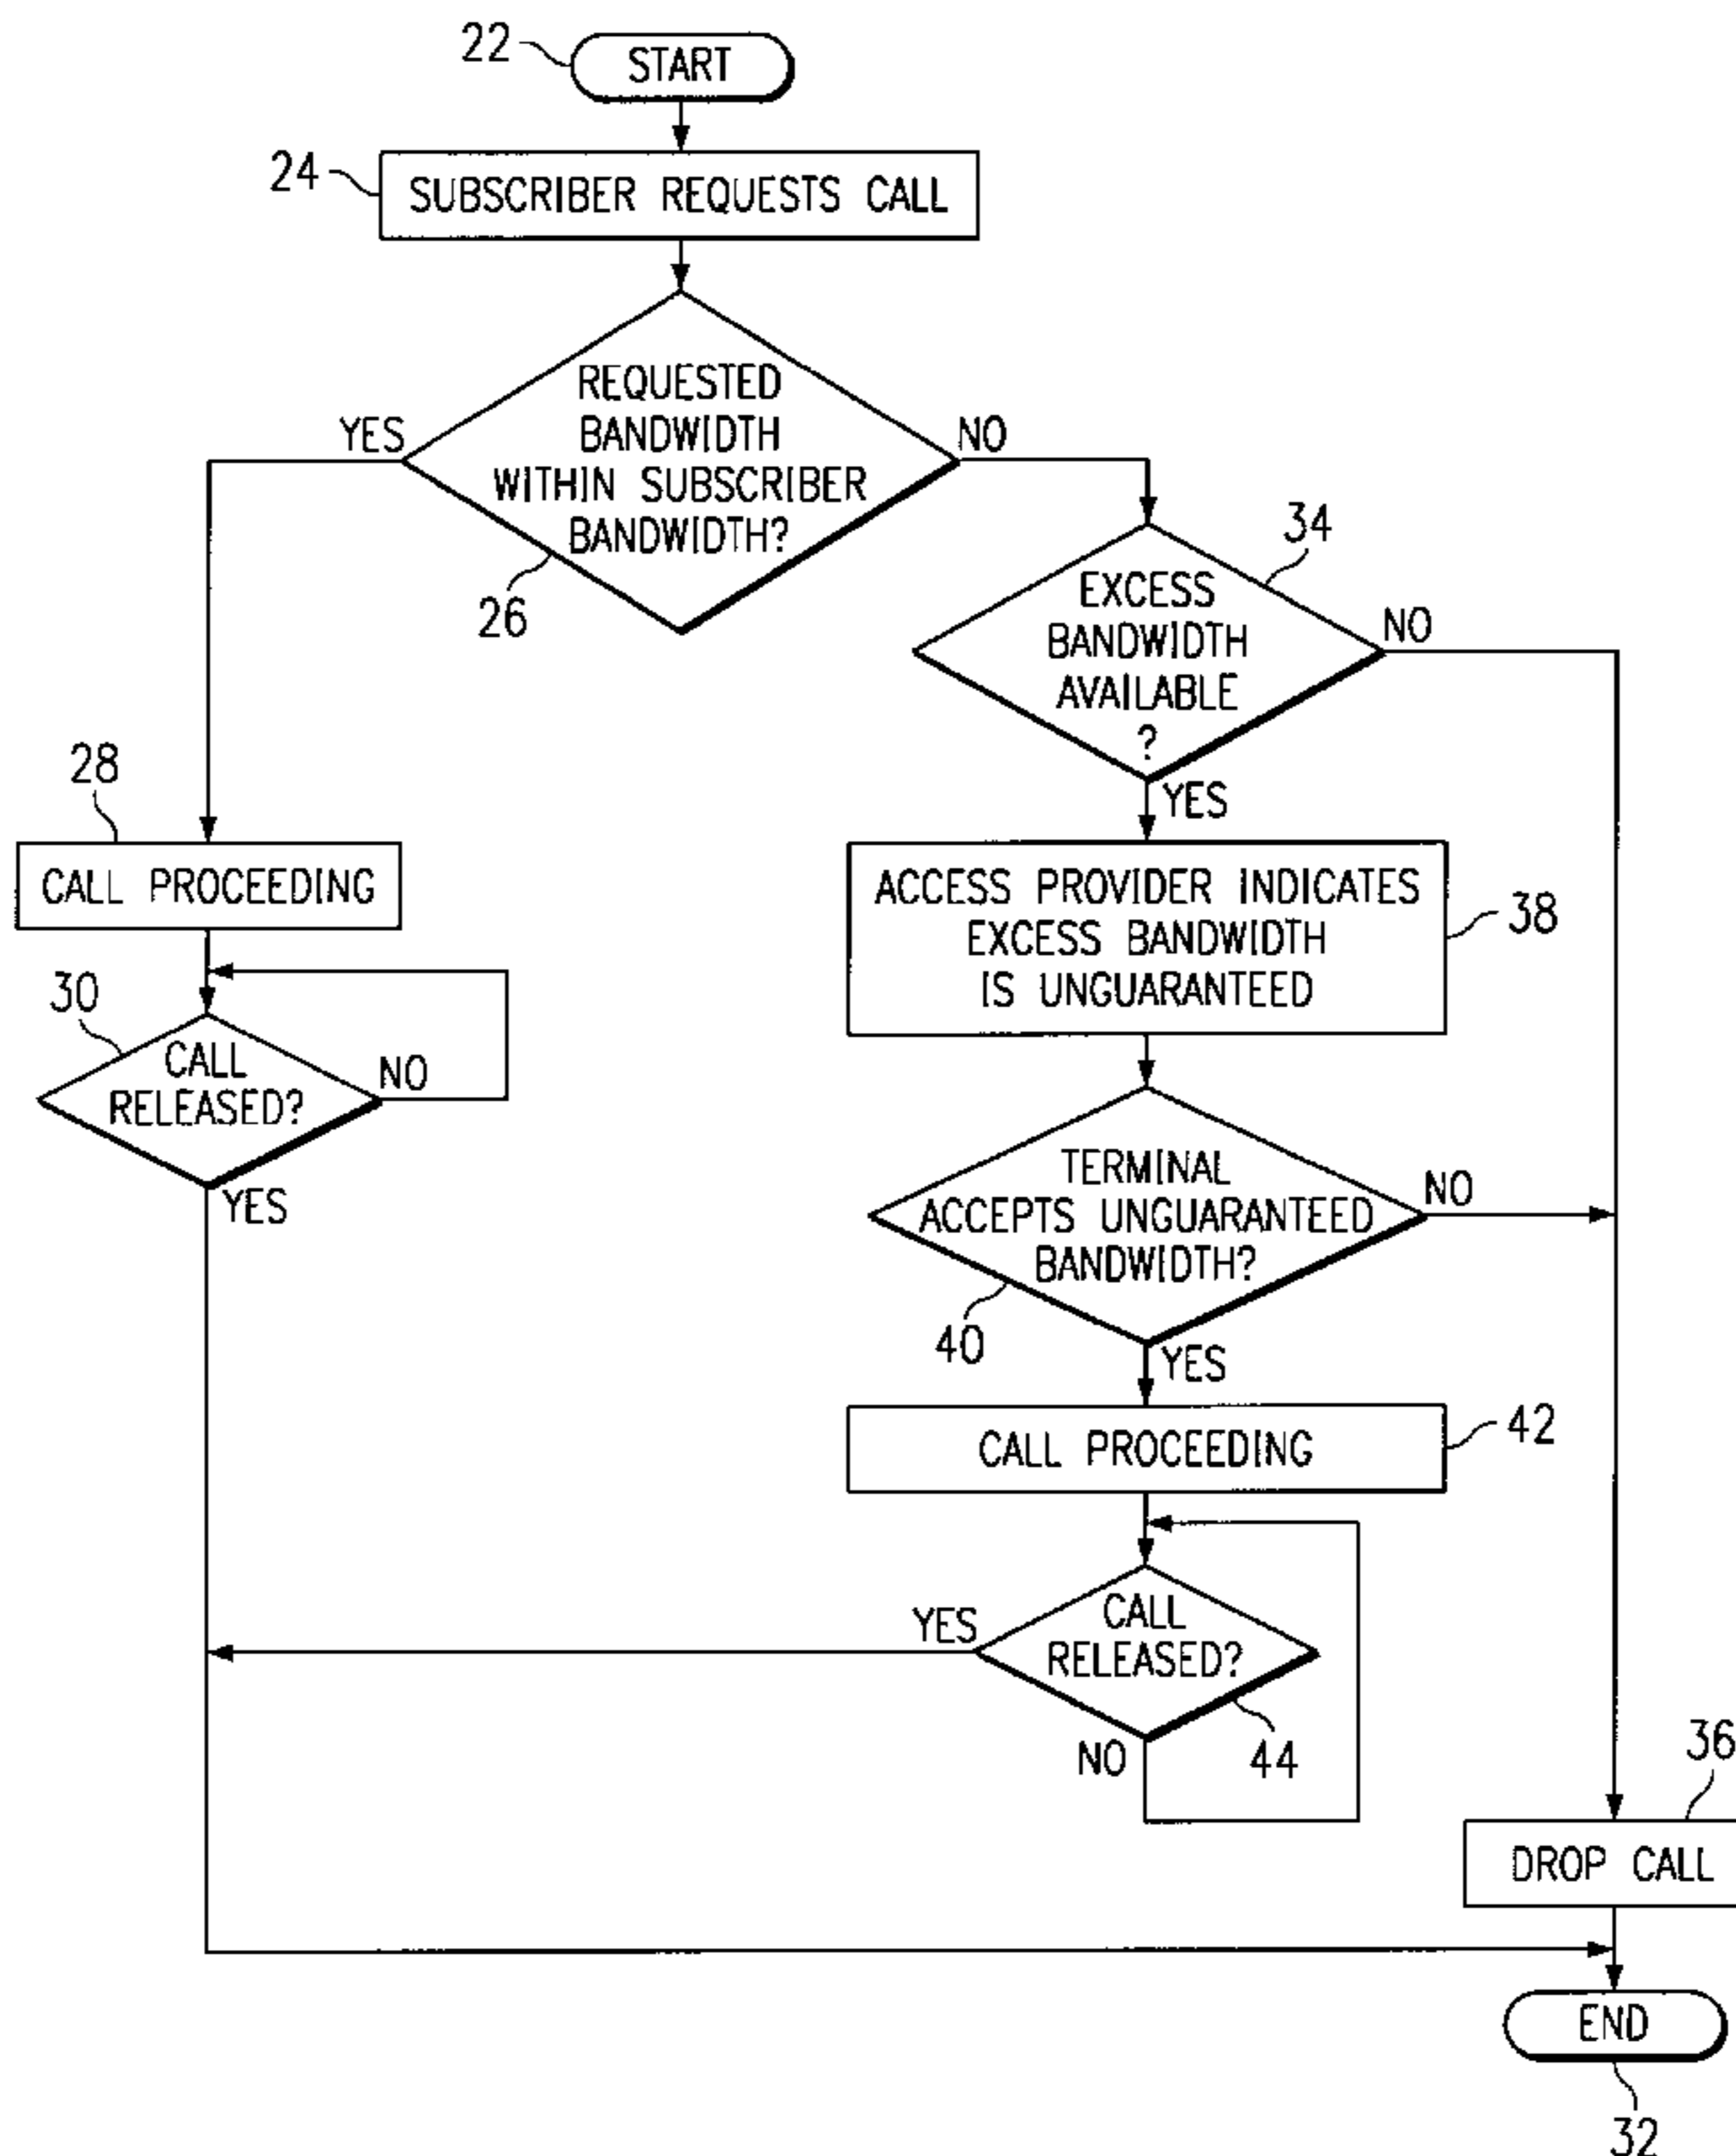 22
START
24
SUBSCRIBER REQUESTS CALL
REQUESTED
BANDWIDTH
WITHIN SUBSCRIBER
BANDWIDTH?
YES
NO
26
34
EXCESS
BANDWIDTH
AVAILABLE
?
NO
YES
28
CALL PROCEEDING
ACCESS PROVIDER INDICATES
EXCESS BANDWIDTH
IS UNGUARANTEED
38
30
CALL
RELEASED?
NO
YES
TERMINAL
ACCEPTS UNGUARANTEED
BANDWIDTH?
NO
40
YES
CALL PROCEEDING
42
CALL
RELEASED?
YES
NO
44
36
DROP CALL
END
32